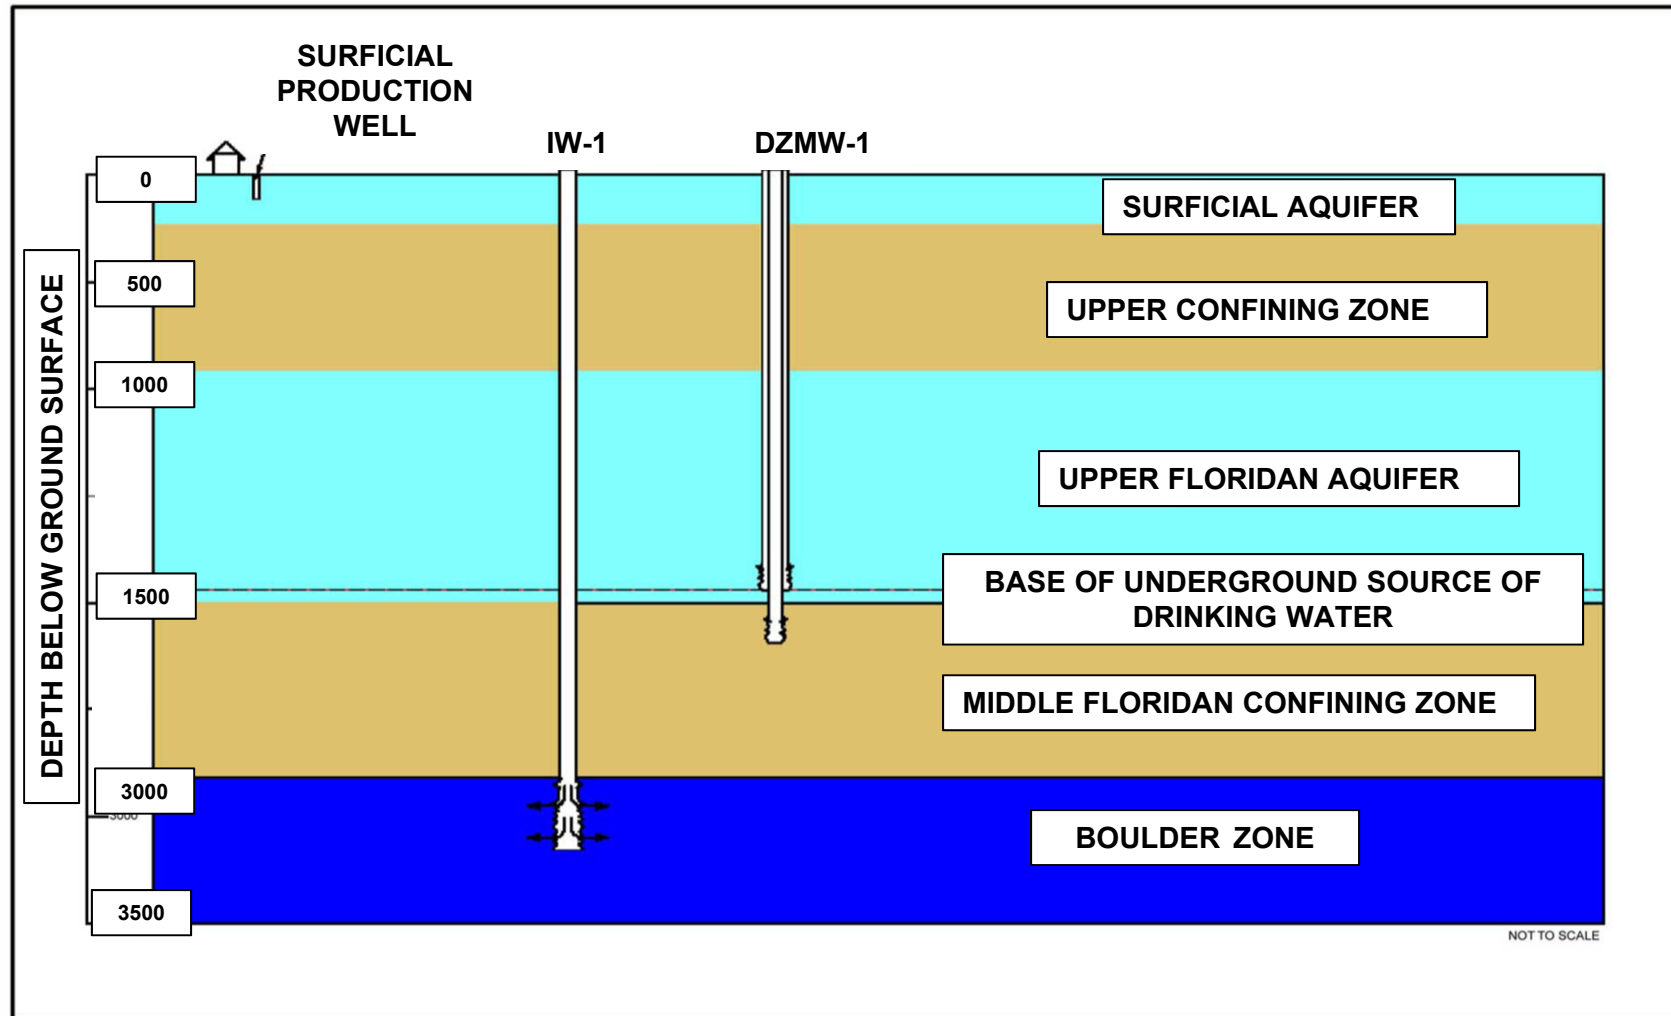 SURFICIAL
PRODUCTION
WELL
IW-1
DZMW-1
0
SURFICIAL AQUIFER
500
UPPER CONFINING ZONE
1000
UPPER FLORIDAN AQUIFER
DEPTH BELOW GROUND SURFACE
1500
BASE OF UNDERGROUND SOURCE OF
DRINKING WATER
MIDDLE FLORIDAN CONFINING ZONE
3000
3000
BOULDER ZONE
3500
NOT TO SCALE